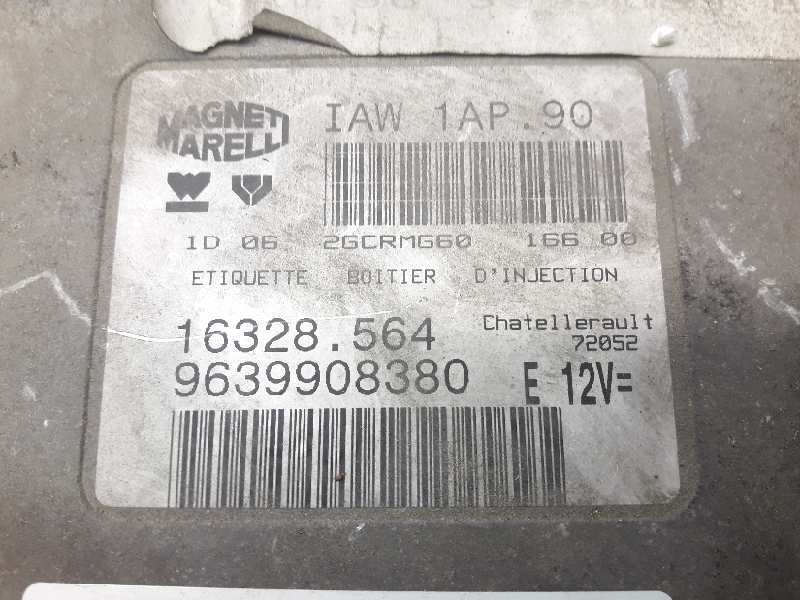 MAGNETI
MARELLI
IAW 1AP.90
1D 06 2GCRMG60 166 00
ETIQUETTE BOITIER D'INJECTION
16328.564
Chatellerault
72052
9639908380
E 12V=